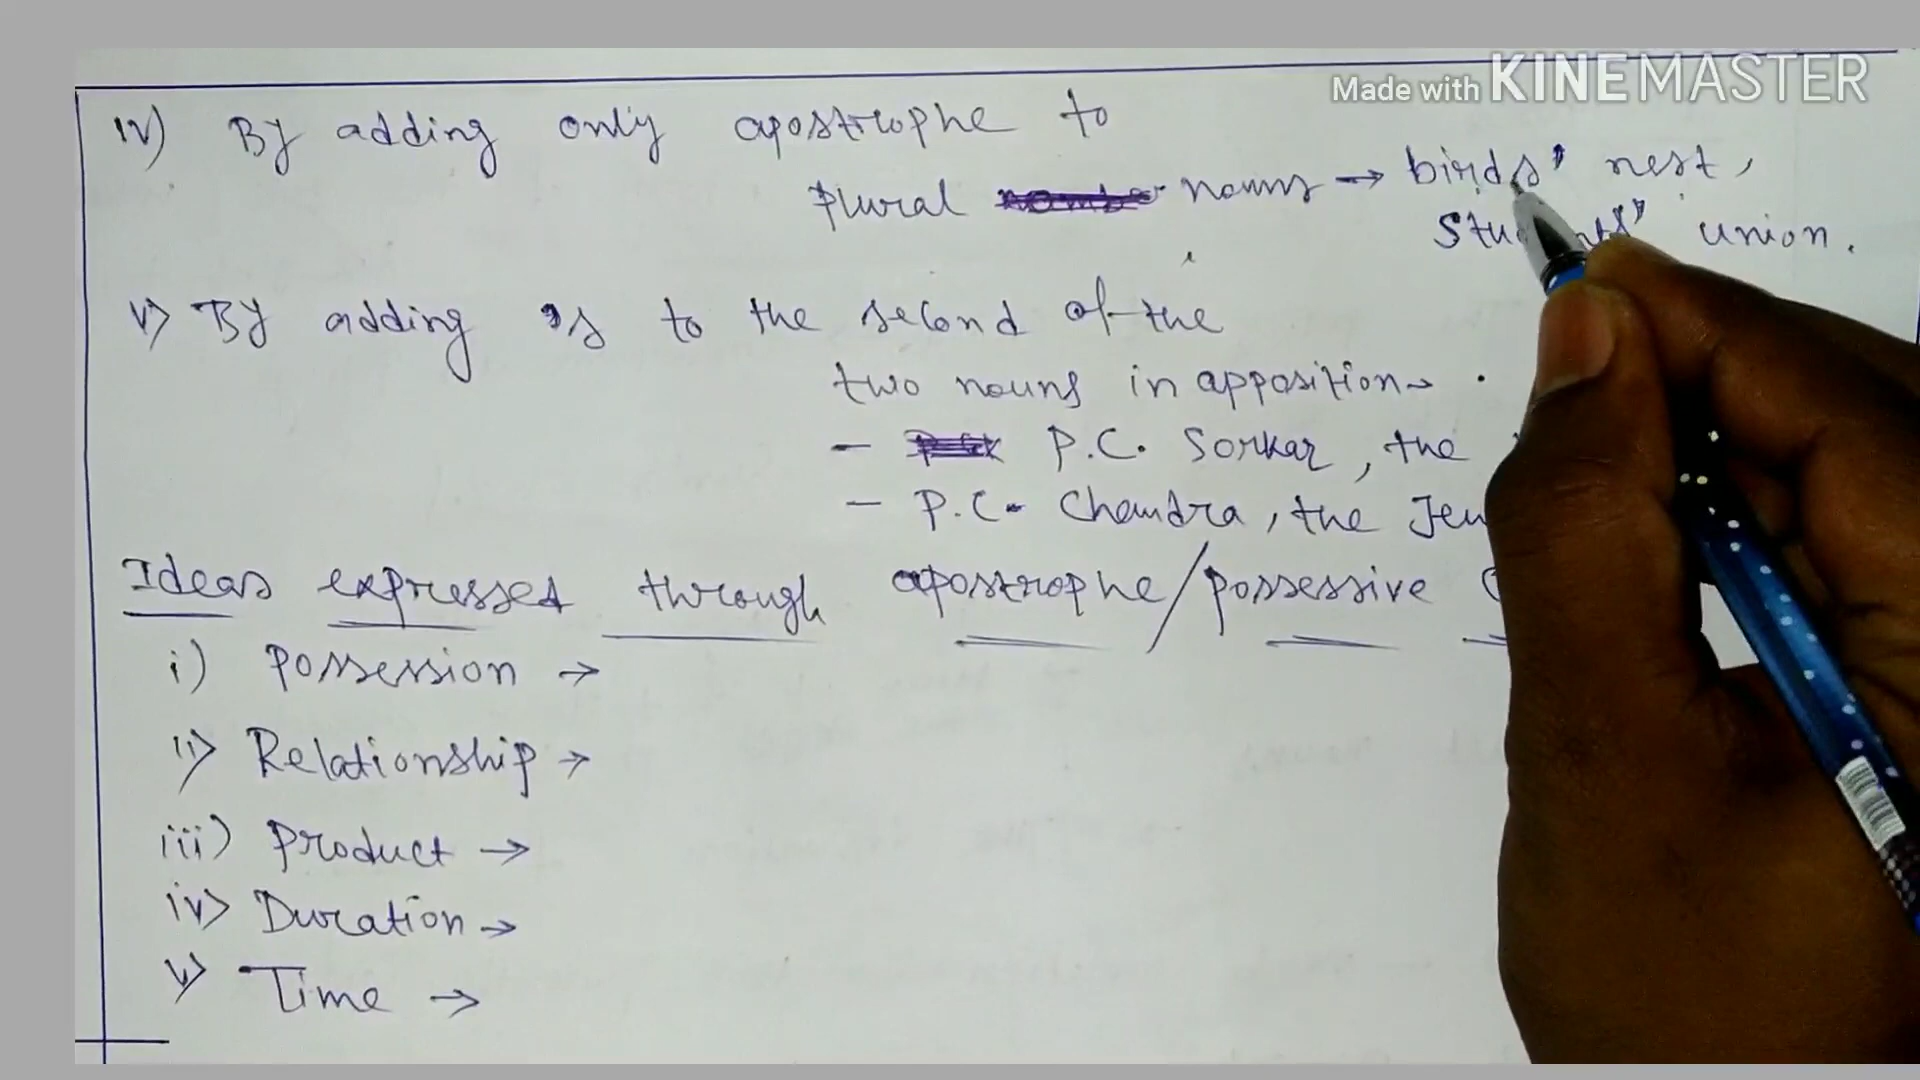 Made with KINEMASTER
iv) By adding only apostrophe to
plural nouns → birds' nest,
union.
v) By adding 's to the second of the
two nouns in apposition→
- P.C. Sorkar, the
- P.C. Chandra, the
Ideas expressed through apostrophe/possessive
i) Possession →
ii) Relationship →
iii) Product →
iv) Duration →
v) Time →